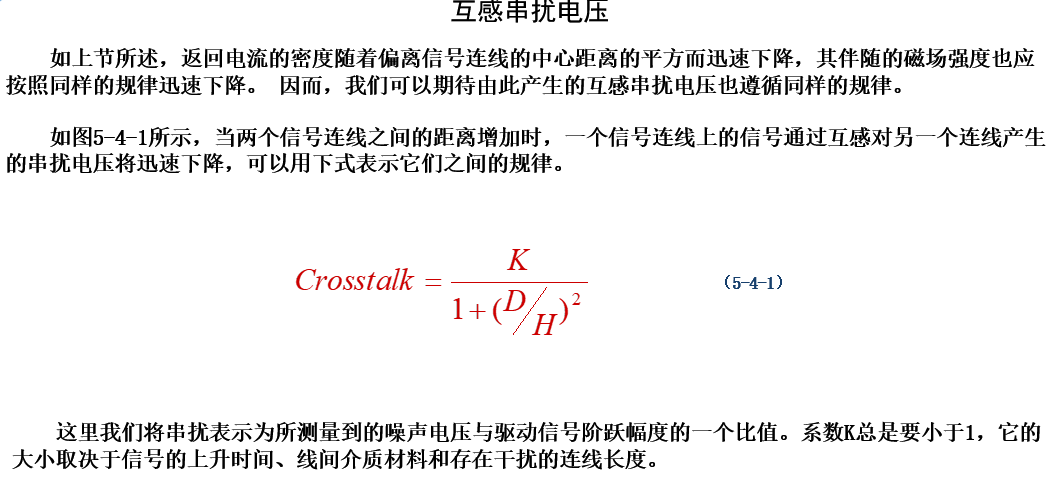 互感串扰电压
如上节所述，返回电流的密度随着偏离信号连线的中心距离的平方而迅速下降，其伴随的磁场强度也应
按照同样的规律迅速下降。 因而，我们可以期待由此产生的互感串扰电压也遵循同样的规律。
如图5-4-1所示，当两个信号连线之间的距离增加时，一个信号连线上的信号通过互感对另一个连线产生
的串扰电压将迅速下降，可以用下式表示它们之间的规律。
Crosstalk = K / (1+(D/H)²) （5-4-1）
这里我们将串扰表示为所测量到的噪声电压与驱动信号阶跃幅度的一个比值。系数K总是要小于1，它的
大小取决于信号的上升时间、线间介质材料和存在干扰的连线长度。